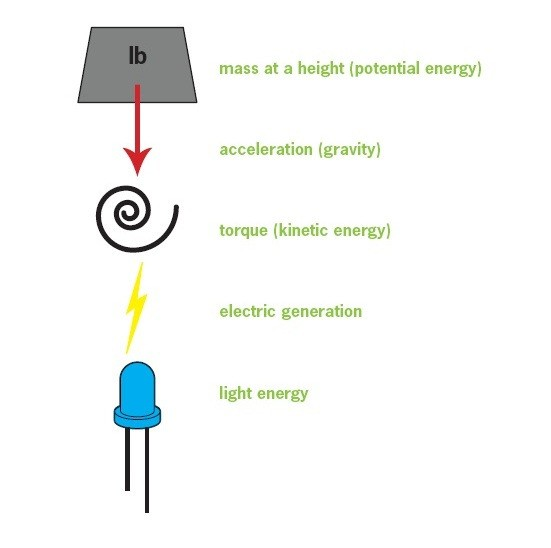 lb
mass at a height (potential energy)
acceleration (gravity)
torque (kinetic energy)
electric generation
light energy